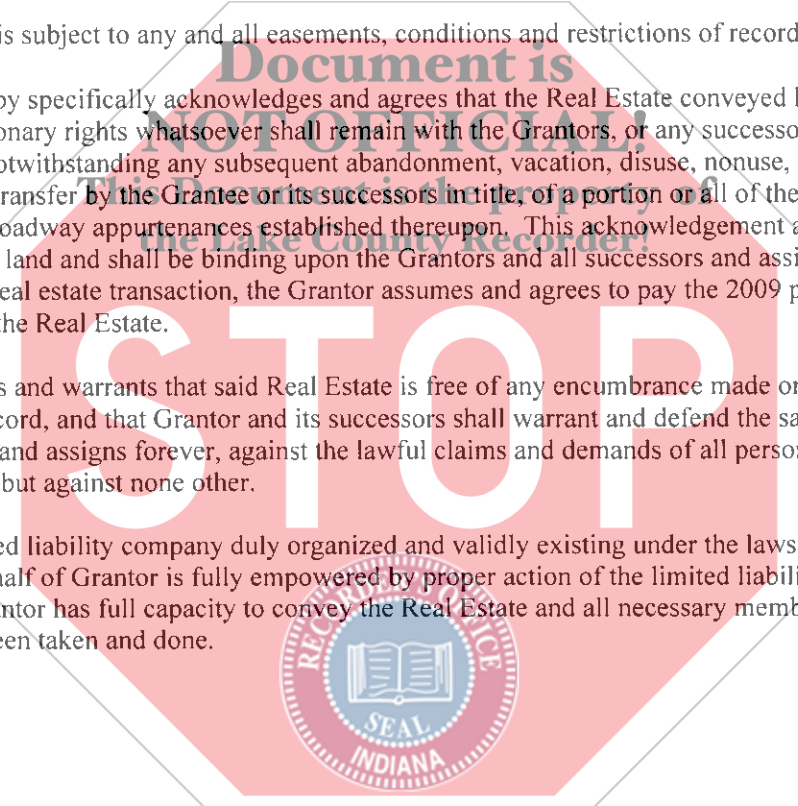 is subject to any and all easements, conditions and restrictions of record
Document is
by specifically acknowledges and agrees that the Real Estate conveyed
NOT OFFICIAL!
onary rights whatsoever shall remain with the Grantors, or any successo
otwithstanding any subsequent abandonment, vacation, disuse, nonuse,
This Document is the property of
ransfer by the Grantee or its successors in title, of a portion or all of the
oadway appurtenances established thereupon. This acknowledgement a
the Lake County Recorder!
land and shall be binding upon the Grantors and all successors and assi
eal estate transaction, the Grantor assumes and agrees to pay the 2009 p
the Real Estate.
STOP
s and warrants that said Real Estate is free of any encumbrance made or
cord, and that Grantor and its successors shall warrant and defend the sa
and assigns forever, against the lawful claims and demands of all perso
but against none other.
ed liability company duly organized and validly existing under the laws
half of Grantor is fully empowered by proper action of the limited liabili
ntor has full capacity to convey the Real Estate and all necessary memb
een taken and done.
RECORDER'S OFFICE
SEAL
INDIANA